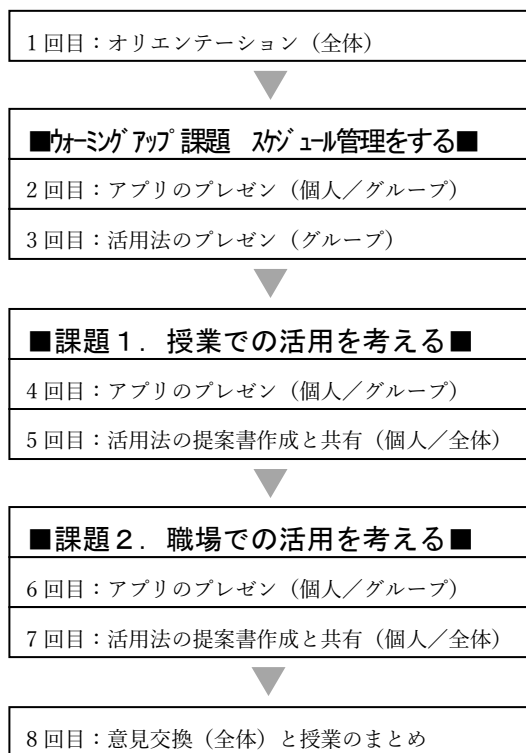 1回目：オリエンテーション（全体）
■ウォーミングアップ課題　スケジュール管理をする■
2回目：アプリのプレゼン（個人／グループ）
3回目：活用法のプレゼン（グループ）
■課題１．授業での活用を考える■
4回目：アプリのプレゼン（個人／グループ）
5回目：活用法の提案書作成と共有（個人／全体）
■課題２．職場での活用を考える■
6回目：アプリのプレゼン（個人／グループ）
7回目：活用法の提案書作成と共有（個人／全体）
8回目：意見交換（全体）と授業のまとめ